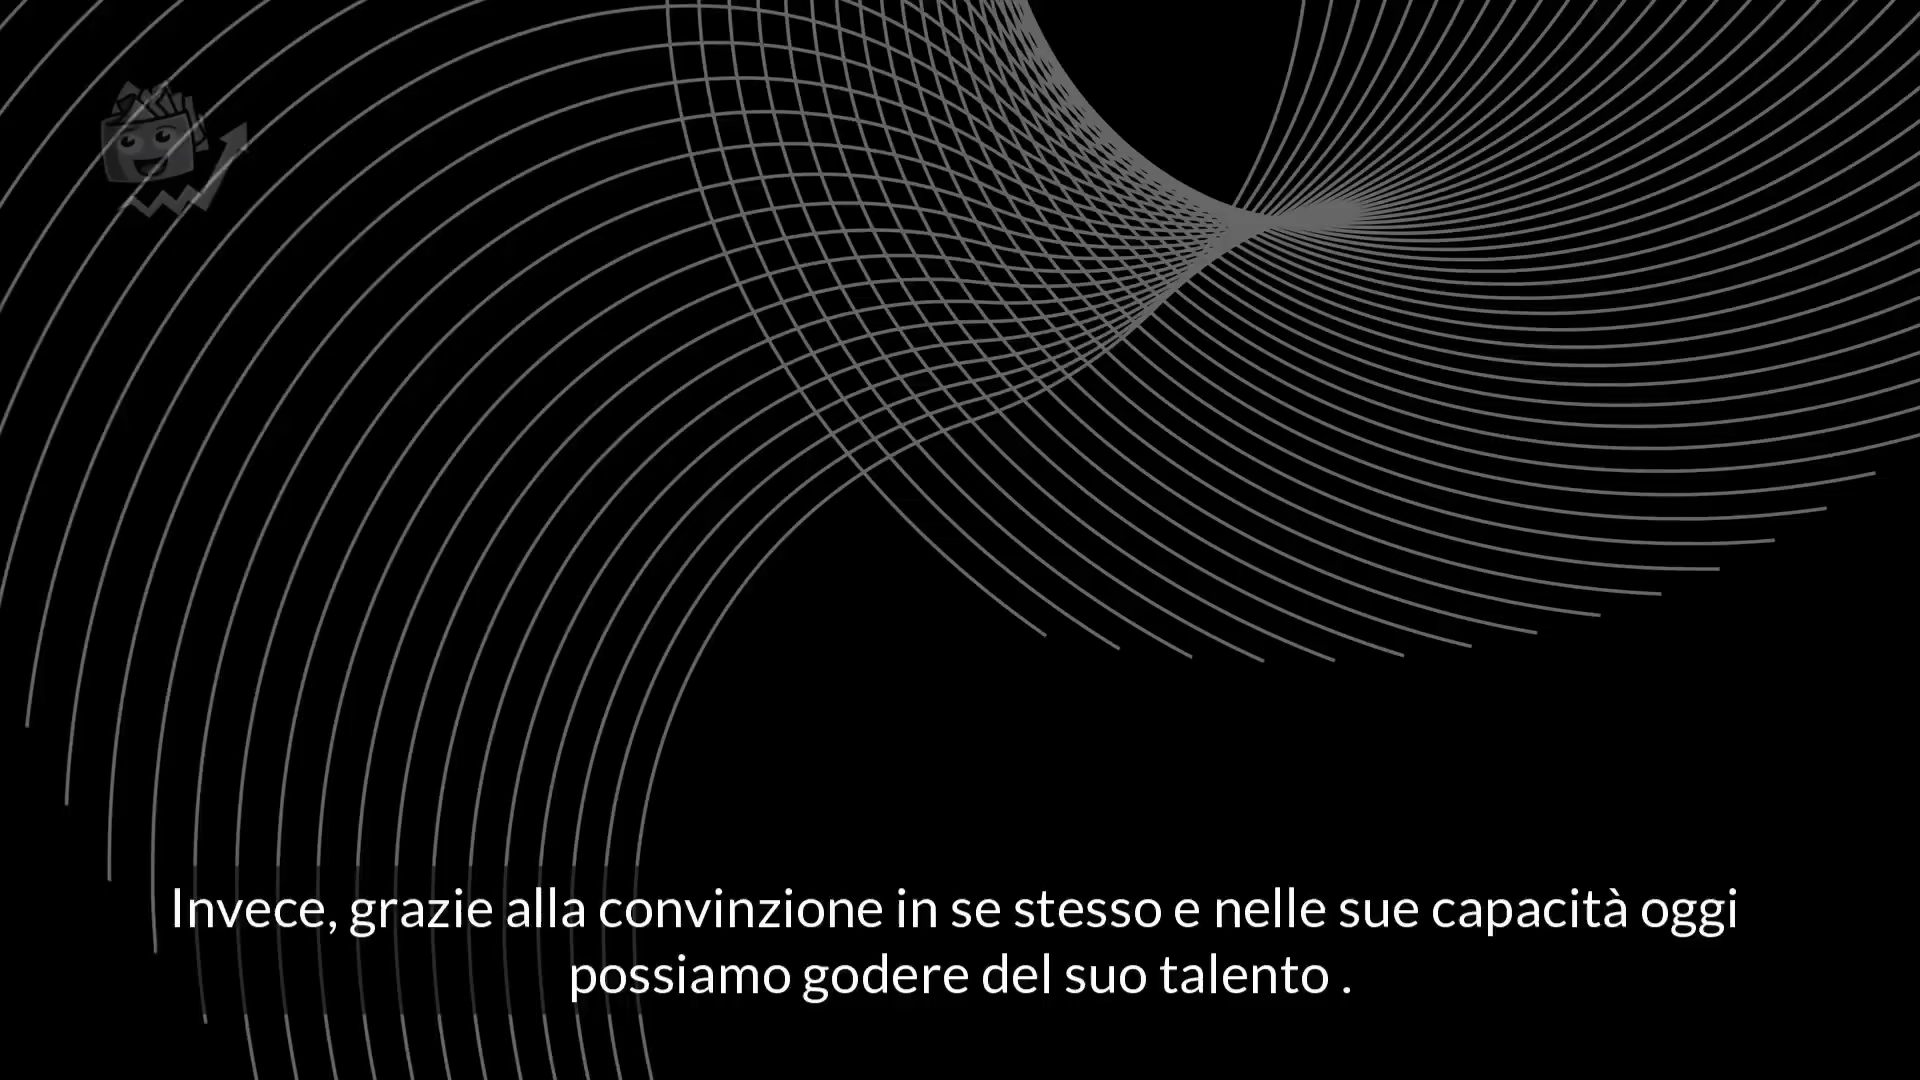 Invece, grazie alla convinzione in se stesso e nelle sue capacità oggi
possiamo godere del suo talento .